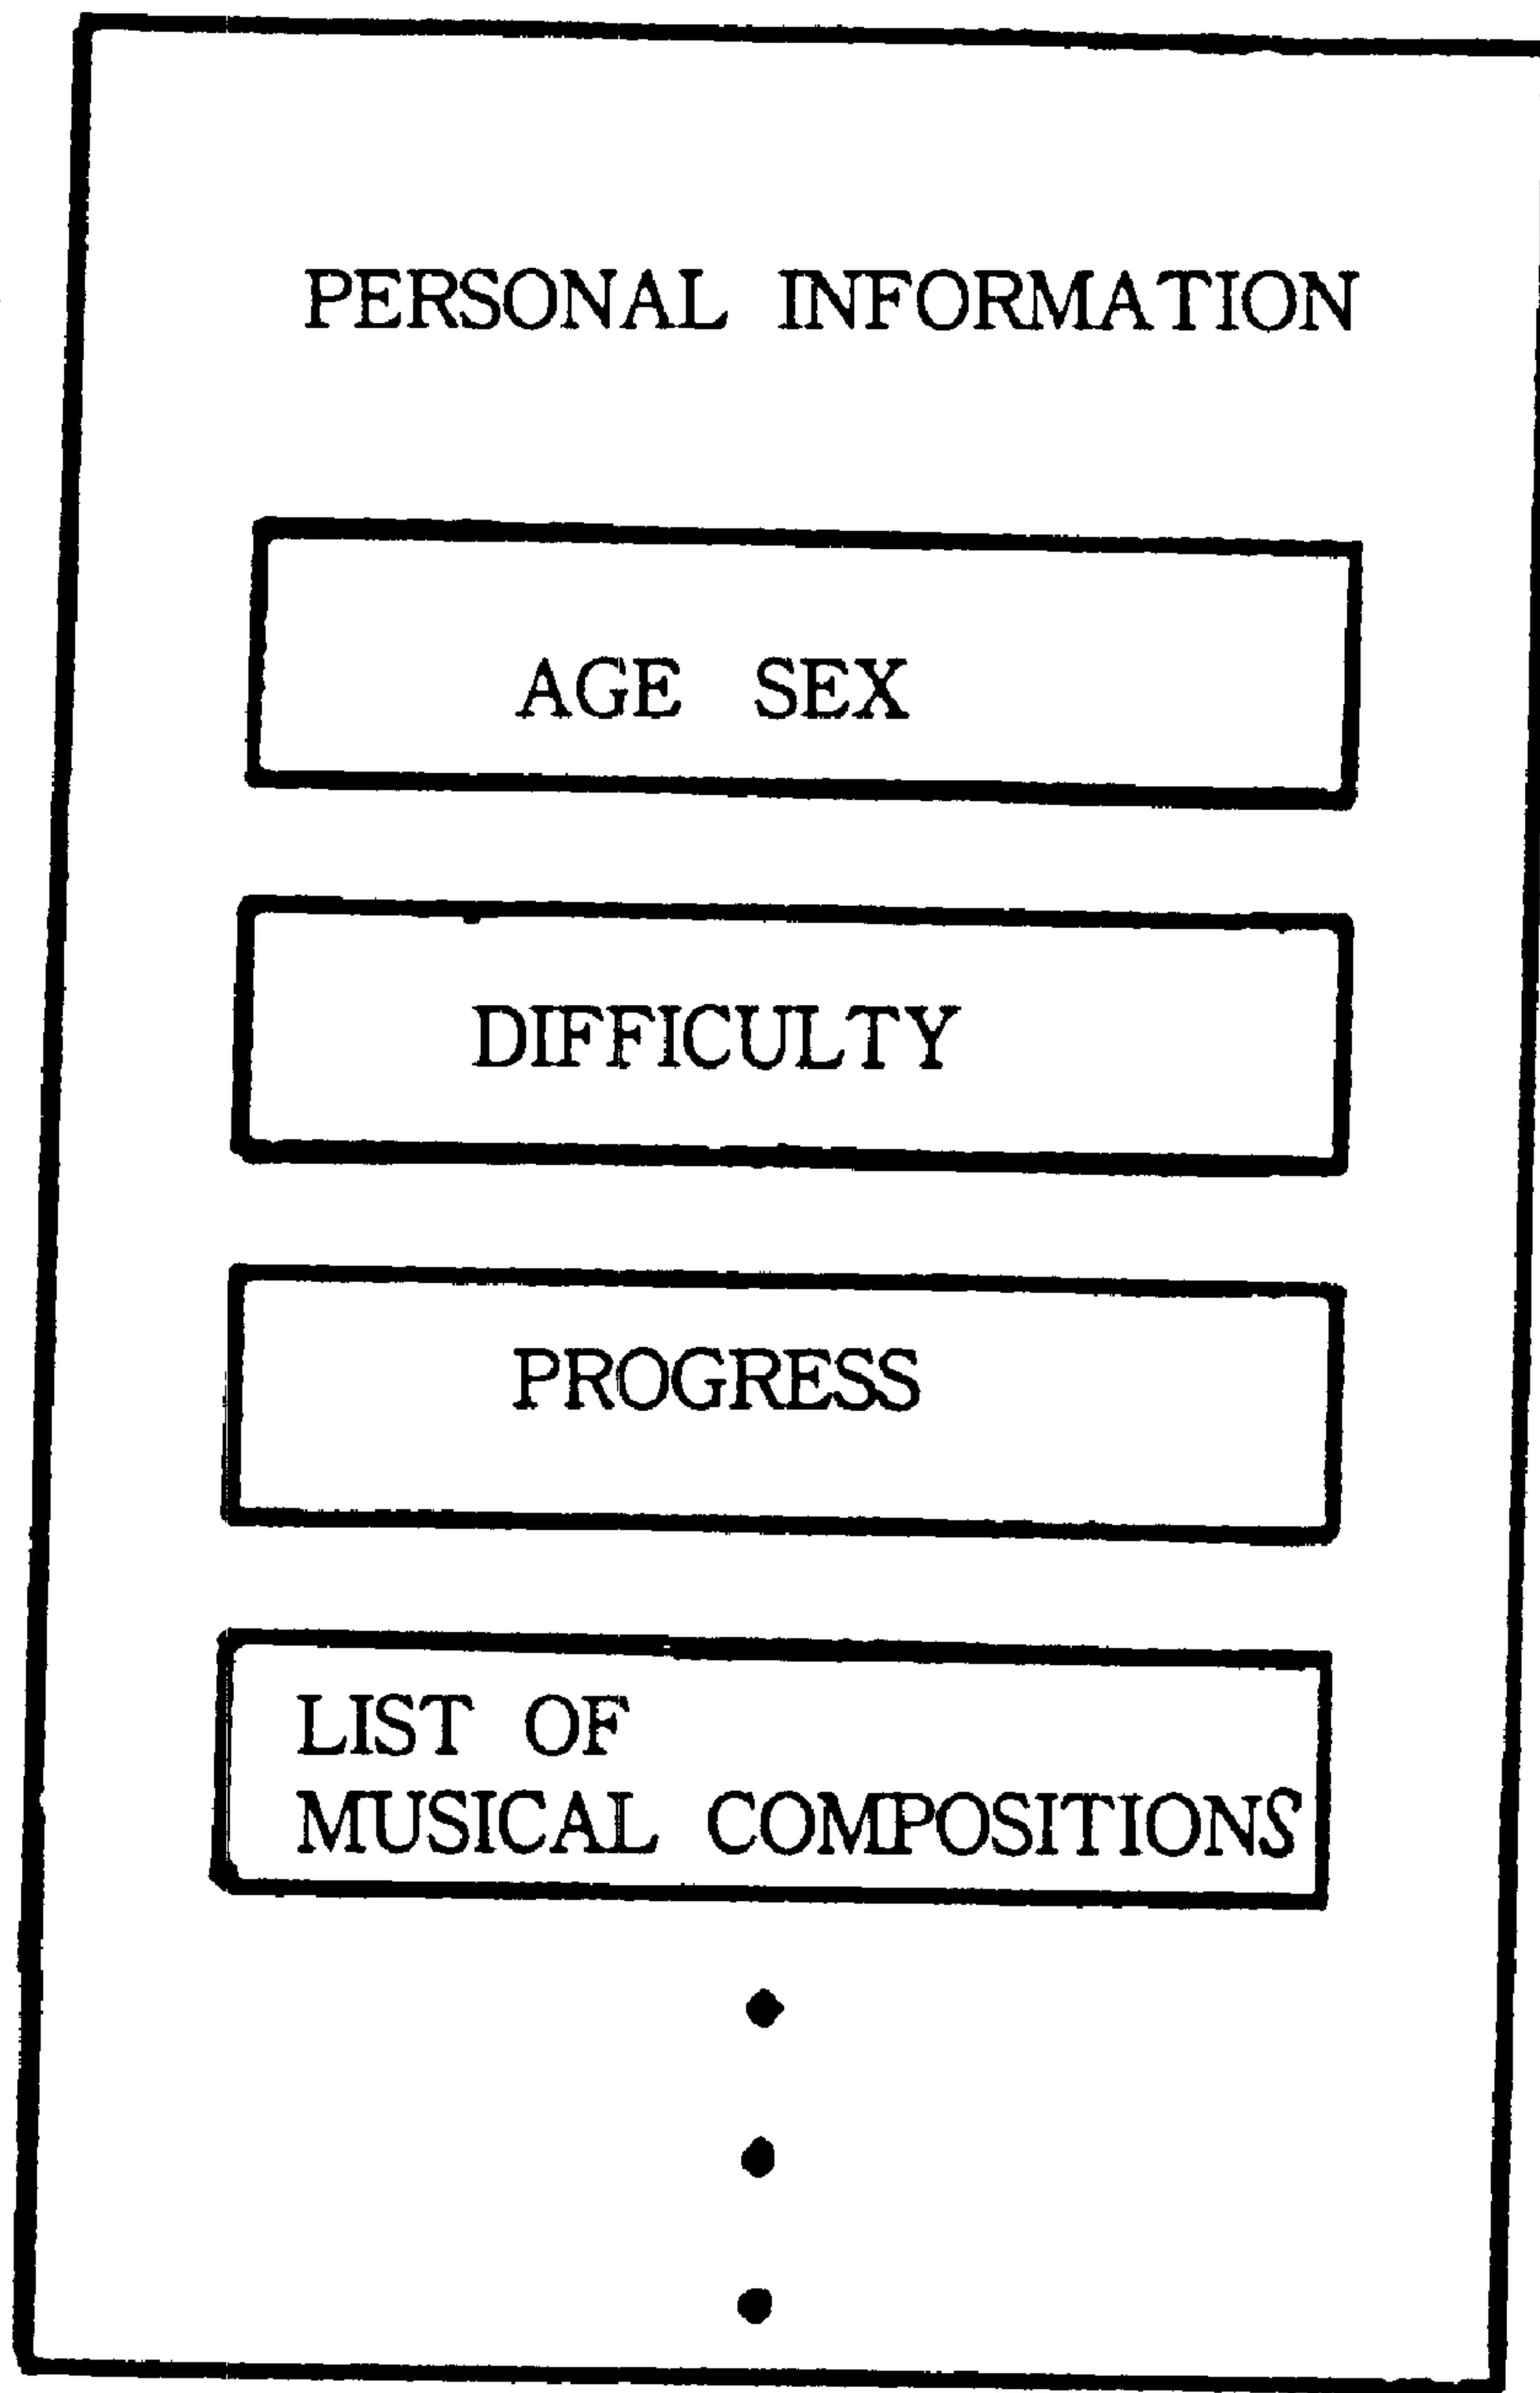 PERSONAL INFORMATION
AGE SEX
DIFFICULTY
PROGRESS
LIST OF
MUSICAL COMPOSITIONS